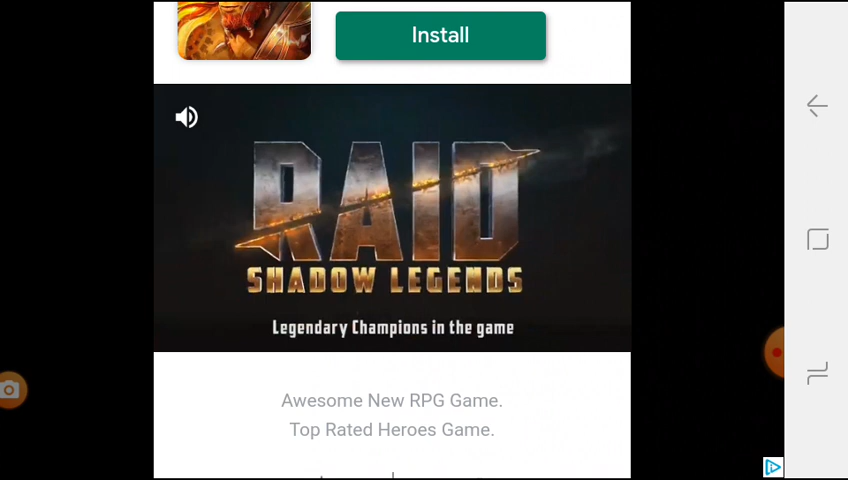 Install
RAID
SHADOW LEGENDS
Legendary Champions in the game
Awesome New RPG Game.
Top Rated Heroes Game.